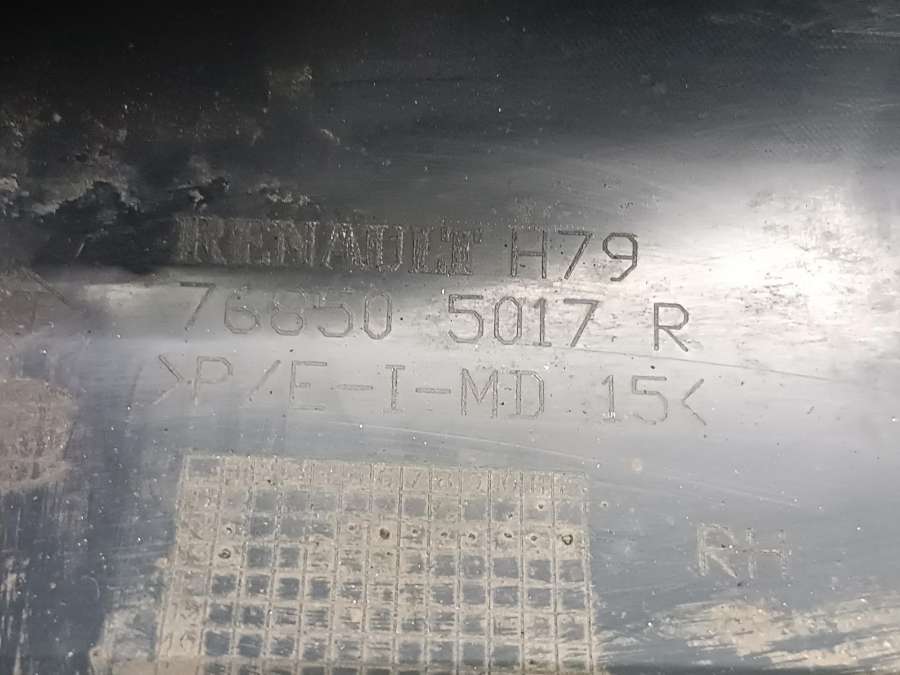 RENAULT H79
76850 5017 R
>P/E-I-MD 15<
RH